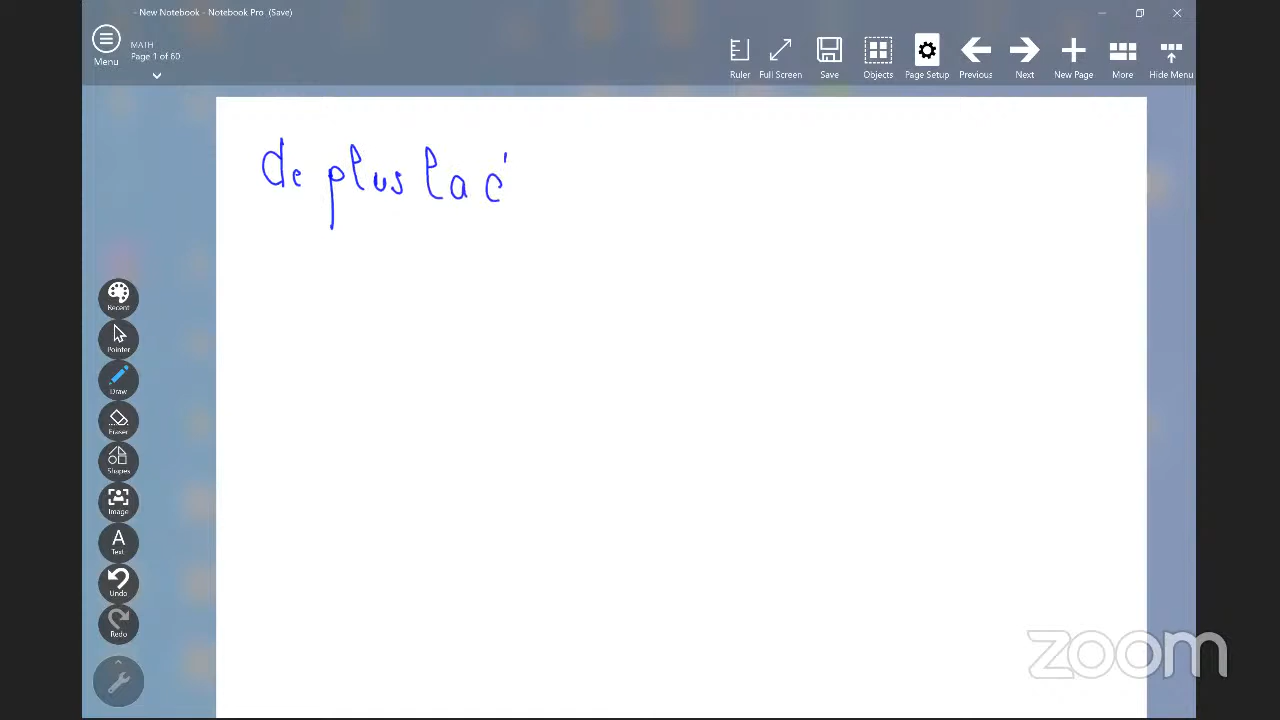 - New Notebook - Notebook Pro (Save)
Menu
MATH
Page 1 of 60
Ruler
Full Screen
Save
Objects
Page Setup
Previous
Next
New Page
More
Hide Menu
de plus la c'
Recent
Pointer
Draw
Eraser
Shapes
Image
A
Text
Undo
Redo
zoom